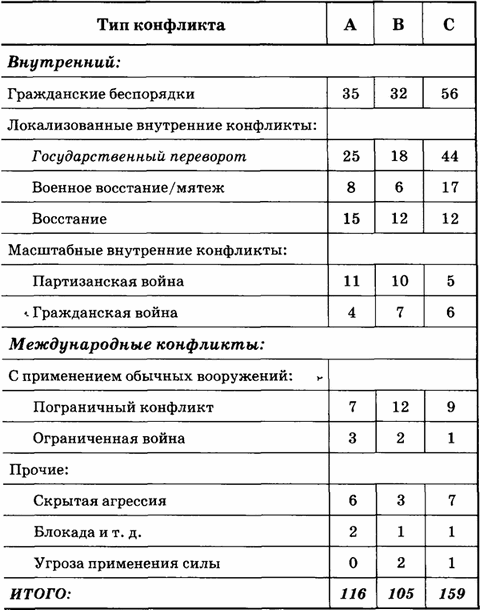 Тип конфликта A B C
Внутренний:
Гражданские беспорядки 35 32 56
Локализованные внутренние конфликты:
Государственный переворот 25 18 44
Военное восстание/мятеж 8 6 17
Восстание 15 12 12
Масштабные внутренние конфликты:
Партизанская война 11 10 5
Гражданская война 4 7 6
Международные конфликты:
С применением обычных вооружений:
Пограничный конфликт 7 12 9
Ограниченная война 3 2 1
Прочие:
Скрытая агрессия 6 3 7
Блокада и т. д. 2 1 1
Угроза применения силы 0 2 1
ИТОГО: 116 105 159